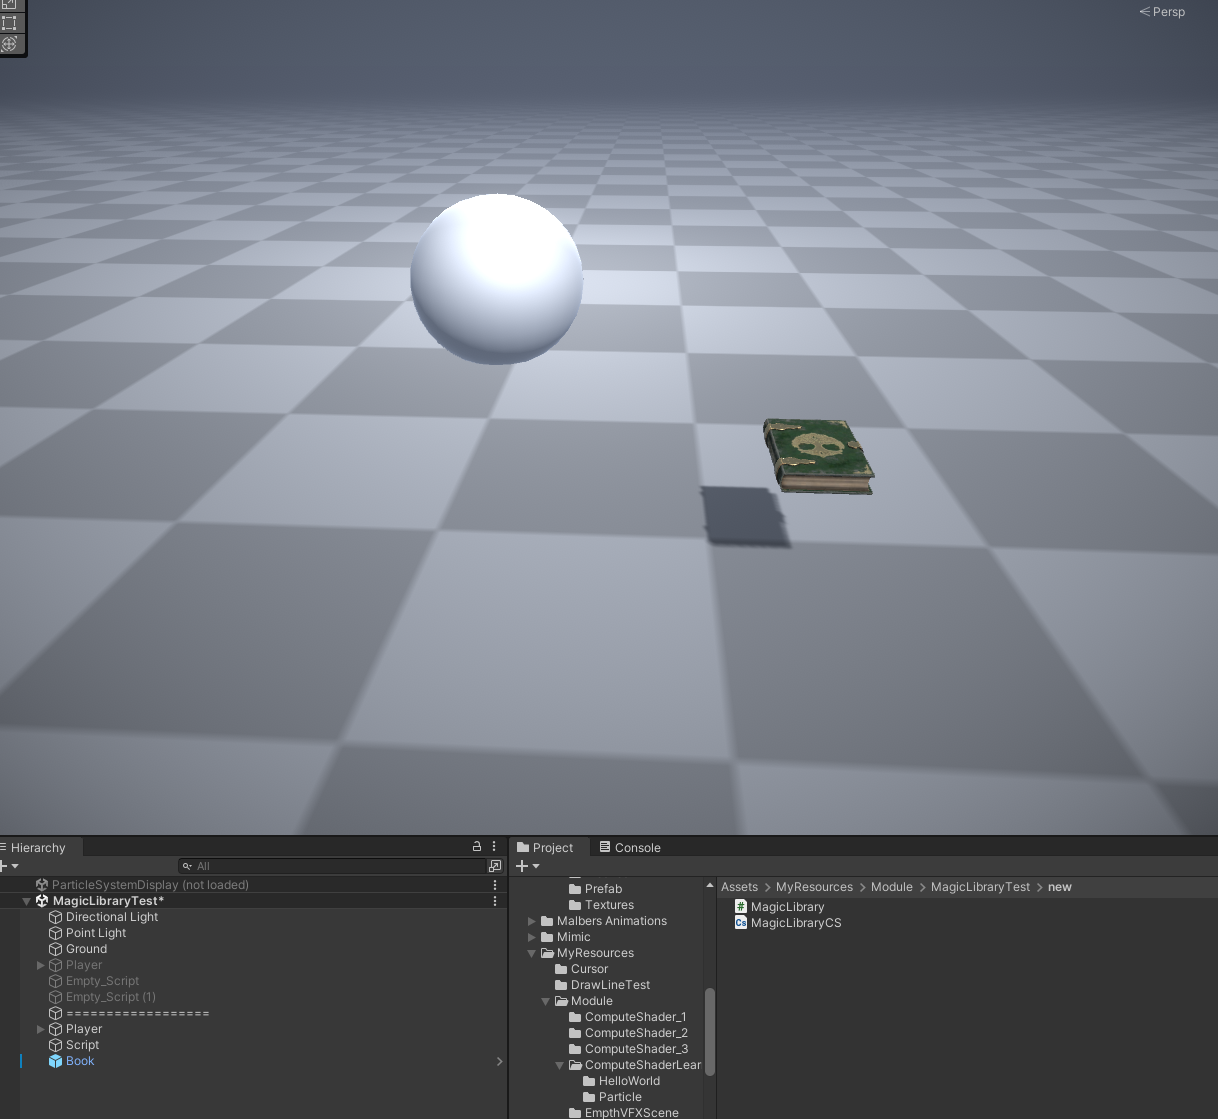 Persp
Hierarchy
All
ParticleSystemDisplay (not loaded)
MagicLibraryTest*
Directional Light
Point Light
Ground
Player
Empty_Script
Empty_Script (1)
==================
Player
Script
Book
Project
Console
Prefab
Textures
Malbers Animations
Mimic
MyResources
Cursor
DrawLineTest
Module
ComputeShader_1
ComputeShader_2
ComputeShader_3
ComputeShaderLear
HelloWorld
Particle
EmpthVFXScene
Assets > MyResources > Module > MagicLibraryTest > new
# MagicLibrary
Cs MagicLibraryCS